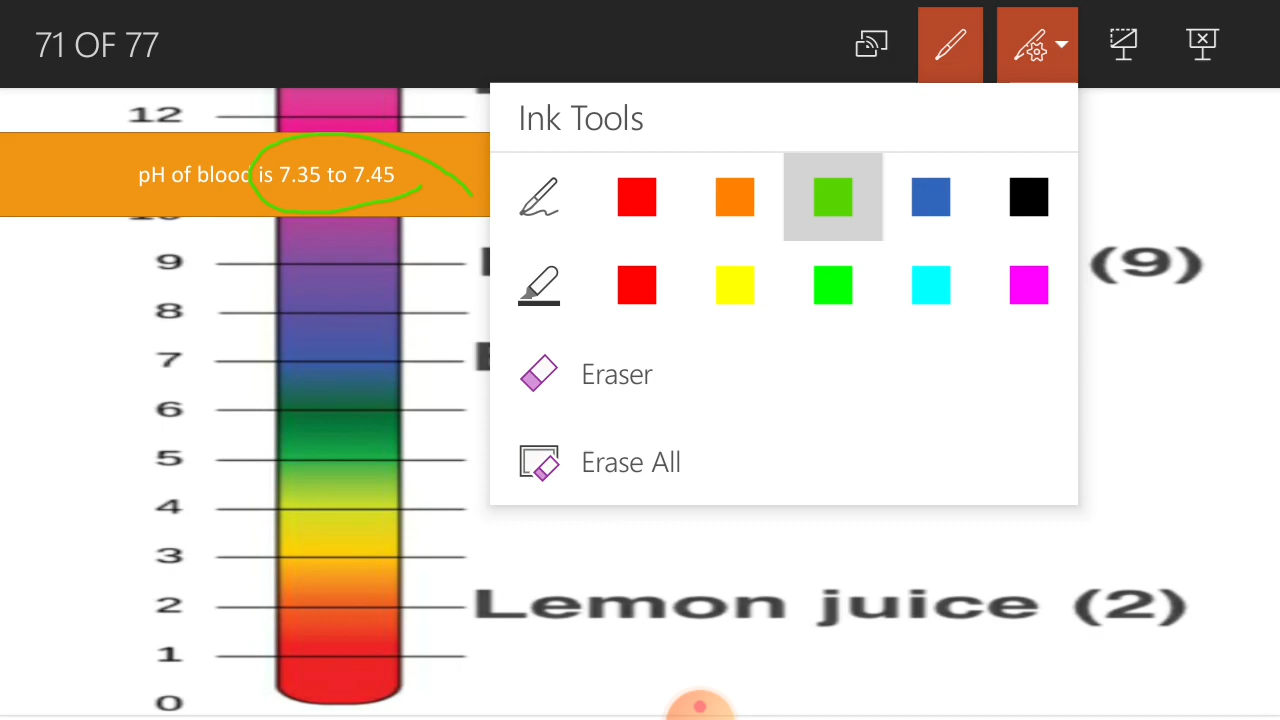 71 OF 77
Ink Tools
12
pH of blood is 7.35 to 7.45
9
(9)
8
7
Eraser
6
5
Erase All
4
3
2
Lemon juice (2)
1
0